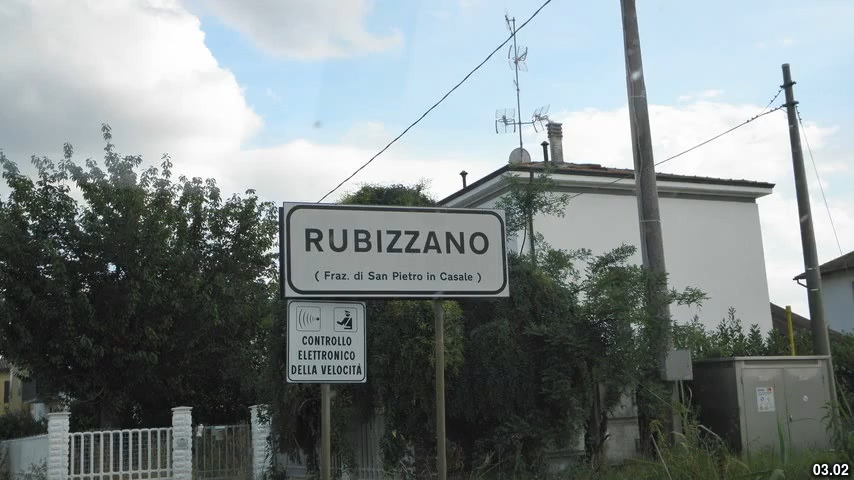 RUBIZZANO
( Fraz. di San Pietro in Casale )
CONTROLLO
ELETTRONICO
DELLA VELOCITÀ
03.02